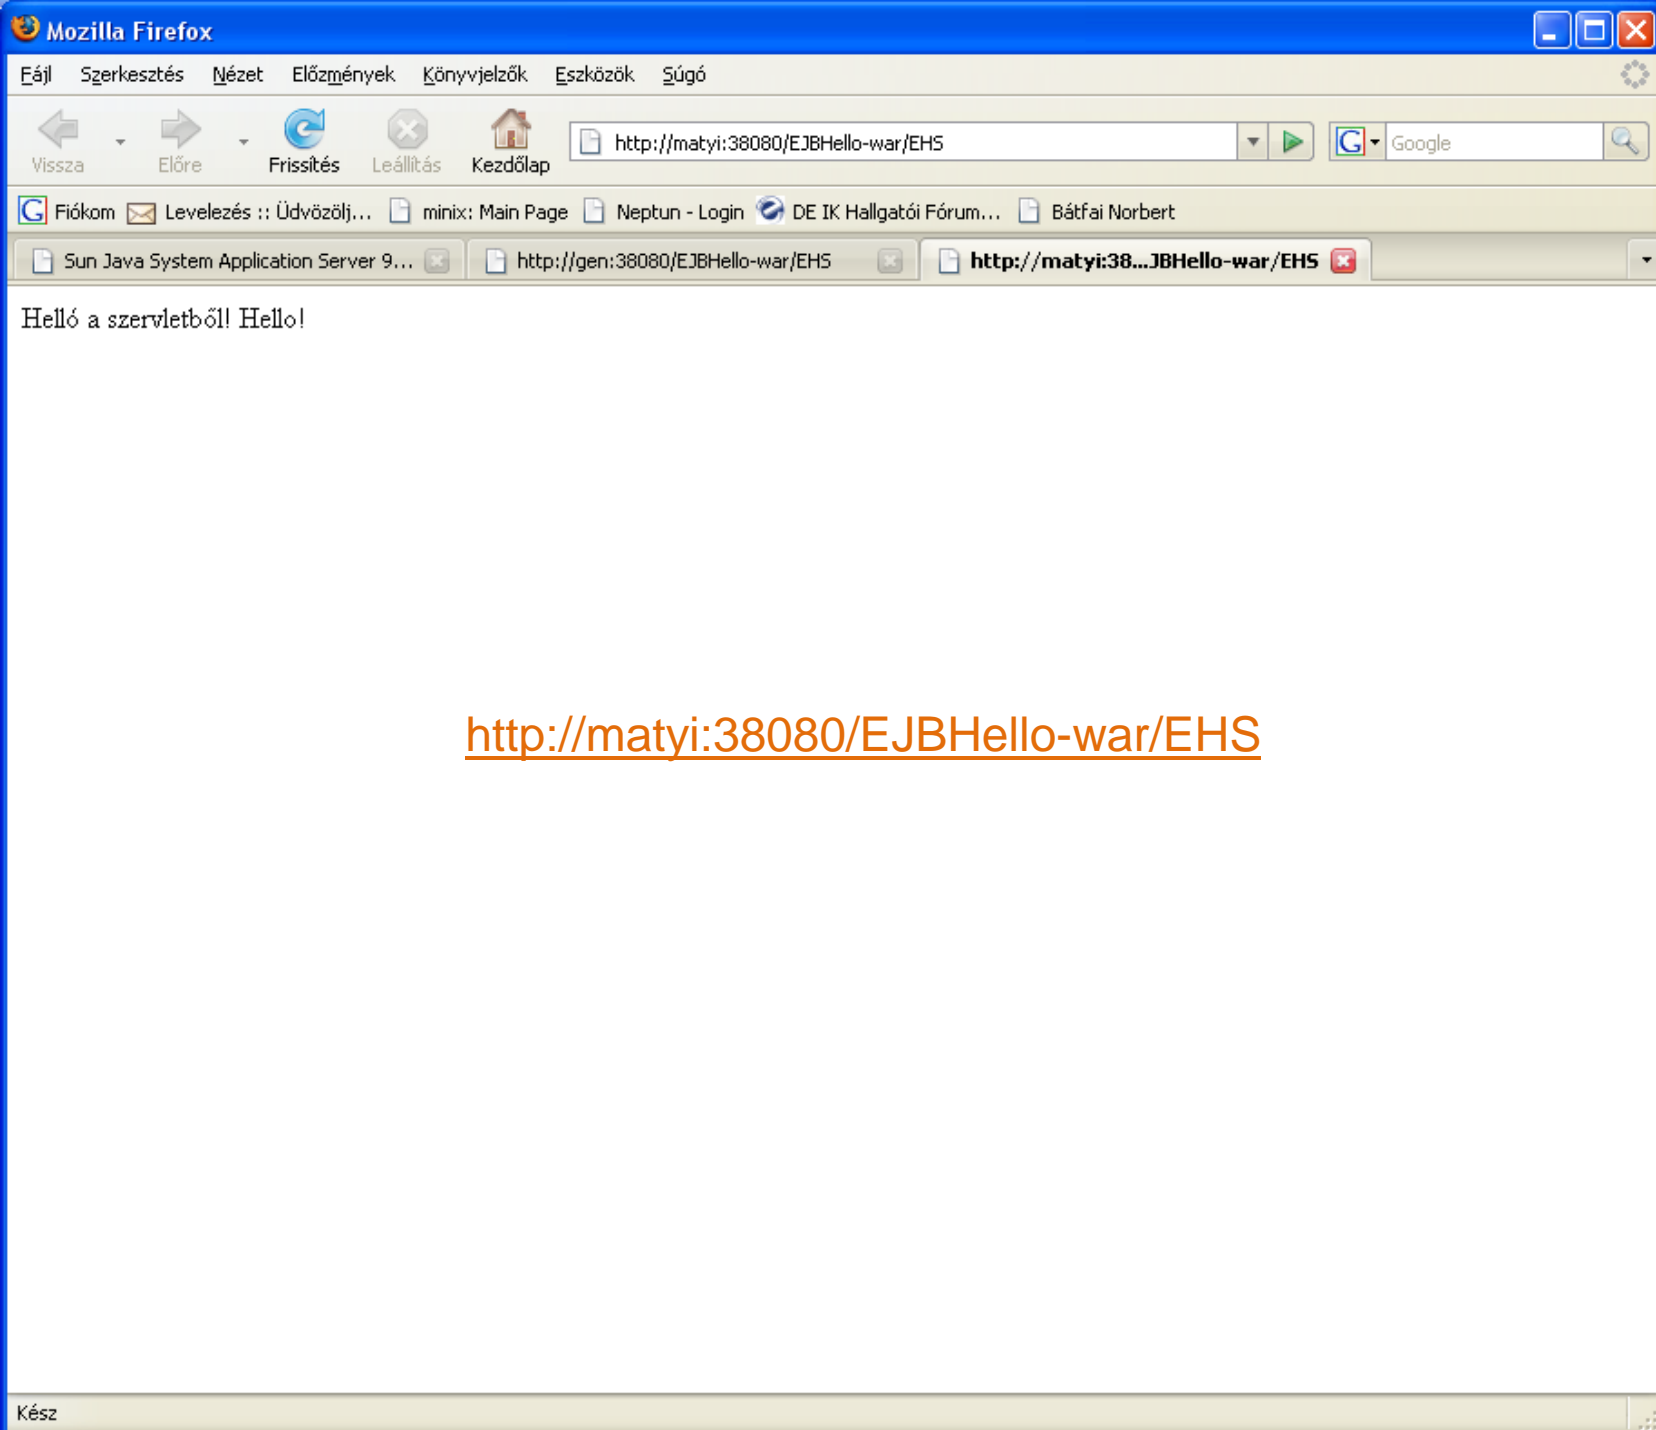 Mozilla Firefox
Fájl Szerkesztés Nézet Előzmények Könyvjelzők Eszközök Súgó
Vissza Előre Frissítés Leállítás Kezdőlap http://matyi:38080/EJBHello-war/EHS G Google
G Fiókom Levelezés :: Üdvözölj... minix: Main Page Neptun - Login DE IK Hallgatói Fórum... Bátfai Norbert
Sun Java System Application Server 9... http://gen:38080/EJBHello-war/EHS http://matyi:38...JBHello-war/EHS
Helló a szervletből! Hello!
http://matyi:38080/EJBHello-war/EHS
Kész